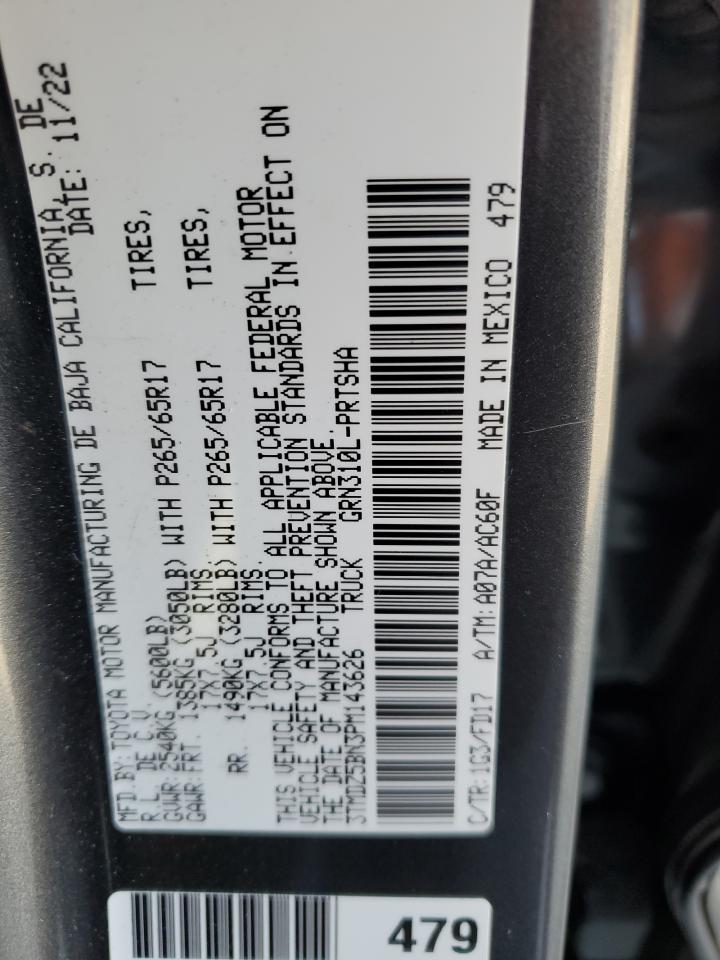 MFD.BY: TOYOTA MOTOR MANUFACTURING DE BAJA CALIFORNIA, S. DE
R.L. DE C.V. DATE: 11/22
GVWR: 2540KG (5600LB)
GAWR: FRT. 1385KG (3050LB) WITH P265/65R17 TIRES,
17X7.5J RIMS.
RR. 1490KG (3280LB) WITH P265/65R17 TIRES,
17X7.5J RIMS.
THIS VEHICLE CONFORMS TO ALL APPLICABLE FEDERAL MOTOR
VEHICLE SAFETY AND THEFT PREVENTION STANDARDS IN EFFECT ON
THE DATE OF MANUFACTURE SHOWN ABOVE.
3TMDZ5BN3PM143626 TRUCK GRN310L-PRTSHA
C/TR: 1G3/FD17 A/TM: A07A/AC60F MADE IN MEXICO 479
479